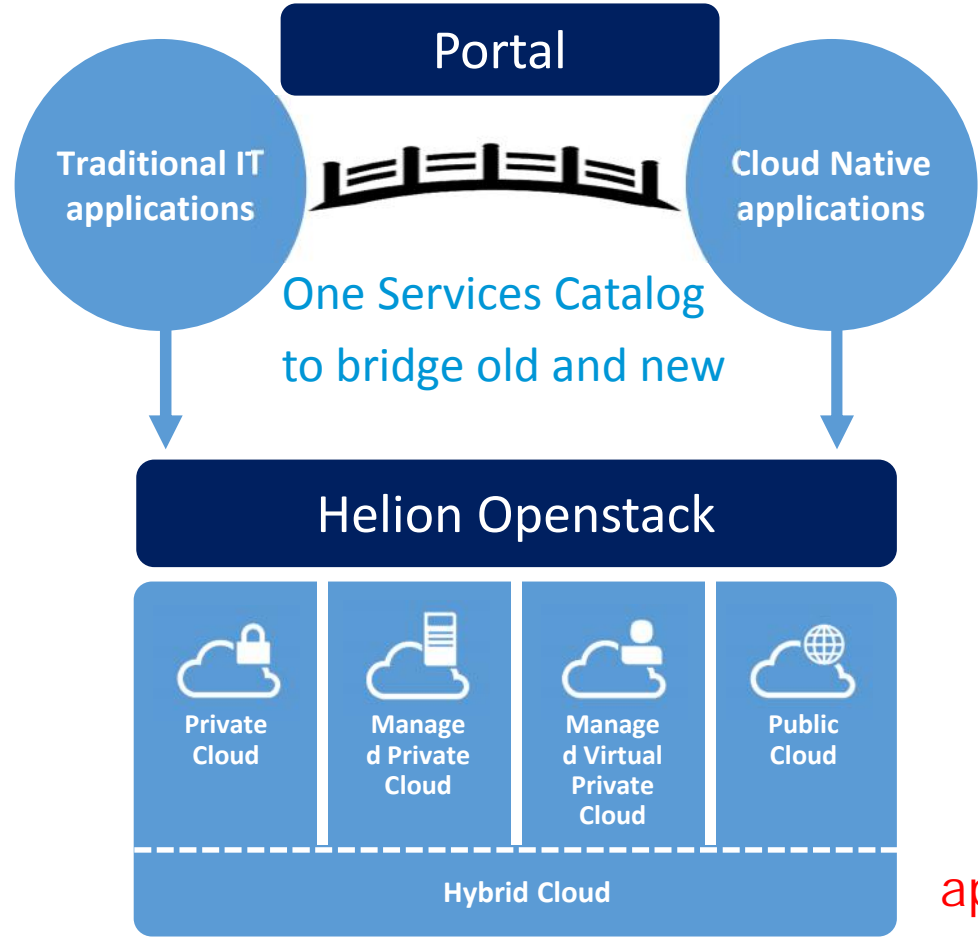 Portal
Traditional IT
applications
Cloud Native
applications
One Services Catalog
to bridge old and new
Helion Openstack
Private
Cloud
Manage
d Private
Cloud
Manage
d Virtual
Private
Cloud
Public
Cloud
Hybrid Cloud
ap